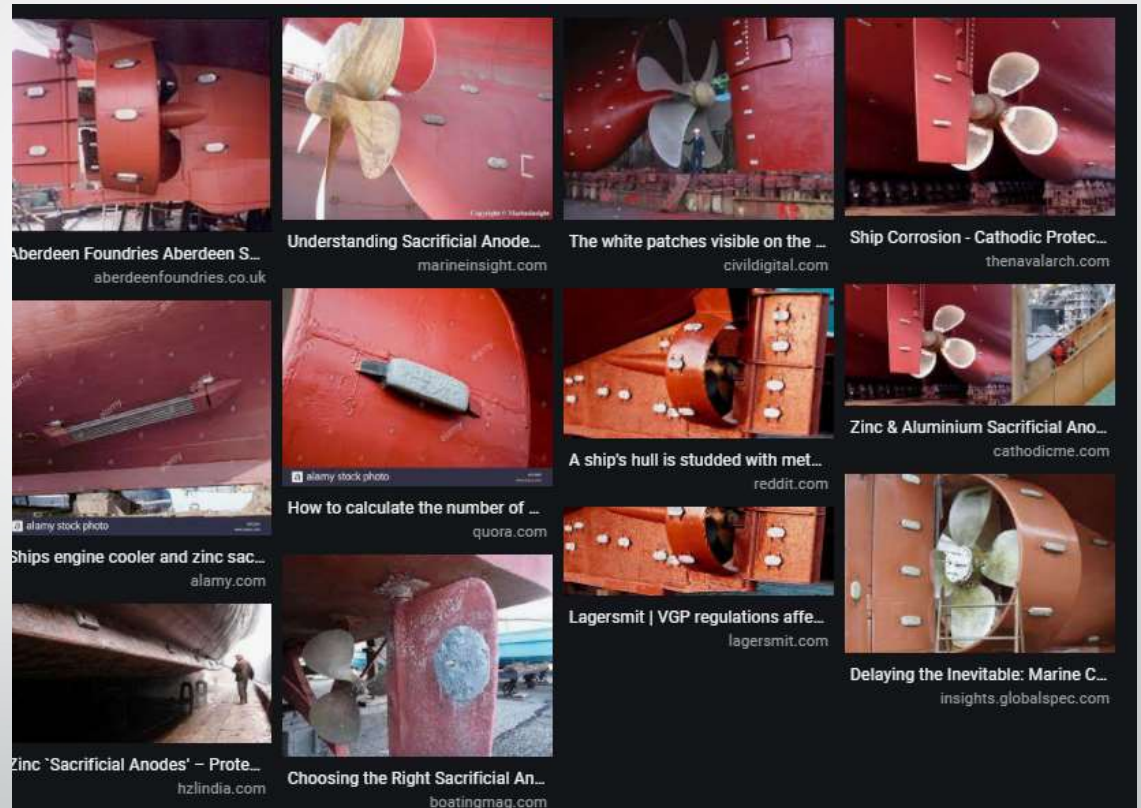 Aberdeen Foundries Aberdeen S...
aberdeenfoundries.co.uk
alamy stock photo
Ships engine cooler and zinc sac...
alamy.com
Zinc `Sacrificial Anodes' – Prote...
hzlindia.com
Copyright © MarineInsight
Understanding Sacrificial Anode...
marineinsight.com
a alamy stock photo
How to calculate the number of ...
quora.com
Choosing the Right Sacrificial An...
boatingmag.com
The white patches visible on the ...
civildigital.com
A ship's hull is studded with met...
reddit.com
Lagersmit | VGP regulations affe...
lagersmit.com
Ship Corrosion - Cathodic Protec...
thenavalarch.com
Zinc & Aluminium Sacrificial Ano...
cathodicme.com
Delaying the Inevitable: Marine C...
insights.globalspec.com